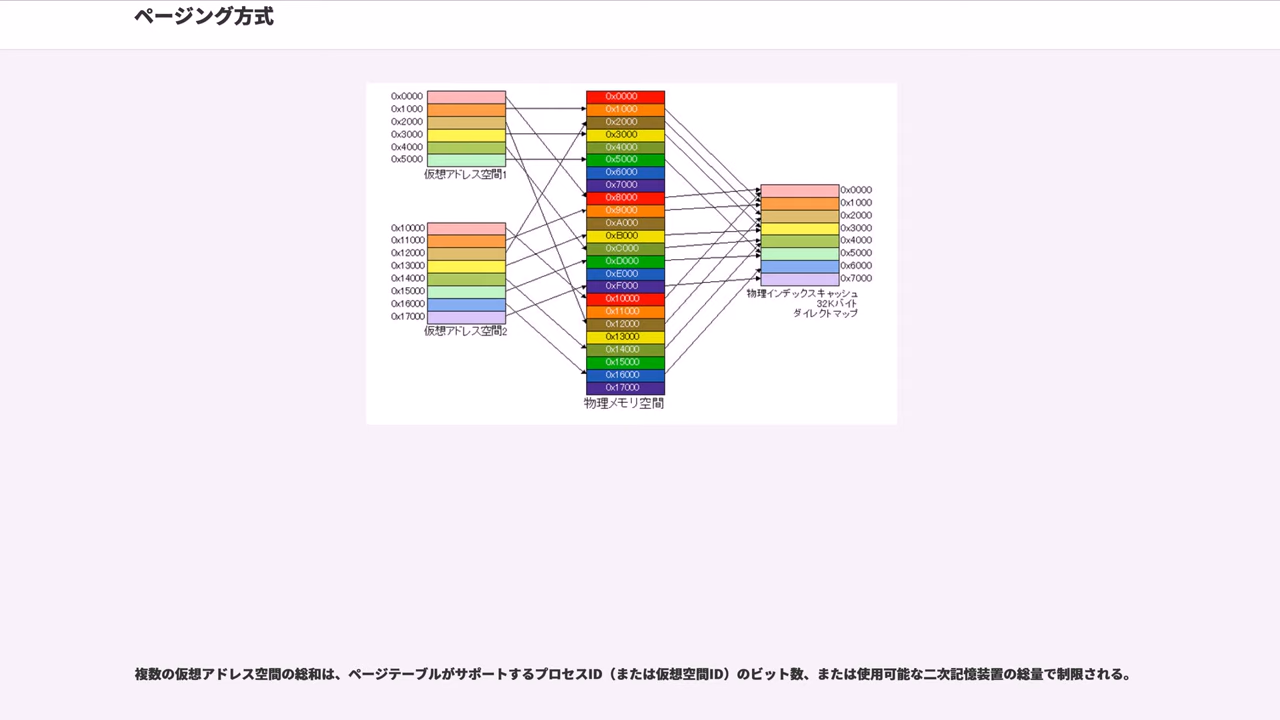 ページング方式
0x0000
0x1000
0x2000
0x3000
0x4000
0x5000
仮想アドレス空間1
0x10000
0x11000
0x12000
0x13000
0x14000
0x15000
0x16000
0x17000
仮想アドレス空間2
0x0000
0x1000
0x2000
0x3000
0x4000
0x5000
0x6000
0x7000
0x8000
0x9000
0xA000
0xB000
0xC000
0xD000
0xE000
0xF000
0x10000
0x11000
0x12000
0x13000
0x14000
0x15000
0x16000
0x17000
物理メモリ空間
0x0000
0x1000
0x2000
0x3000
0x4000
0x5000
0x6000
0x7000
物理インデックスキャッシュ
32Kバイト
ダイレクトマップ
複数の仮想アドレス空間の総和は、ページテーブルがサポートするプロセスID（または仮想空間ID）のビット数、または使用可能な二次記憶装置の総量で制限される。